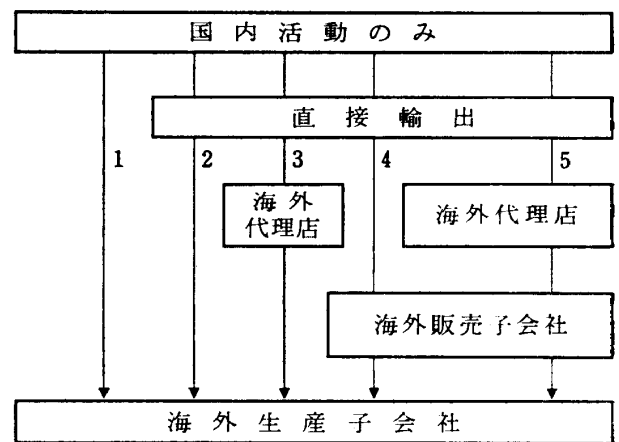 国内活動のみ
直接輸出
1 2 3 4 5
海外
代理店
海外代理店
海外販売子会社
海外生産子会社